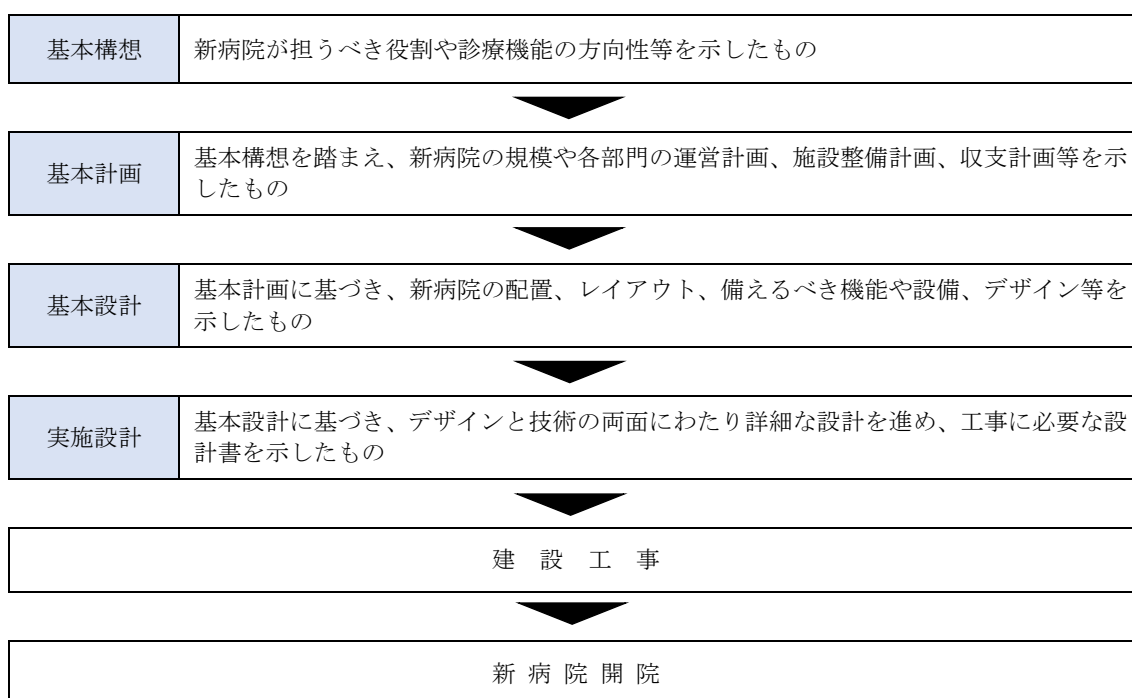 基本構想
新病院が担うべき役割や診療機能の方向性等を示したもの
基本計画
基本構想を踏まえ、新病院の規模や各部門の運営計画、施設整備計画、収支計画等を示
したもの
基本設計
基本計画に基づき、新病院の配置、レイアウト、備えるべき機能や設備、デザイン等を
示したもの
実施設計
基本設計に基づき、デザインと技術の両面にわたり詳細な設計を進め、工事に必要な設
計書を示したもの
建 設 工 事
新 病 院 開 院